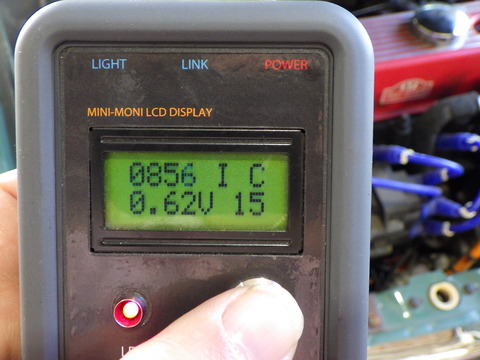 LIGHT LINK POWER
MINI-MONI LCD DISPLAY
0856 I C
0.62V 15